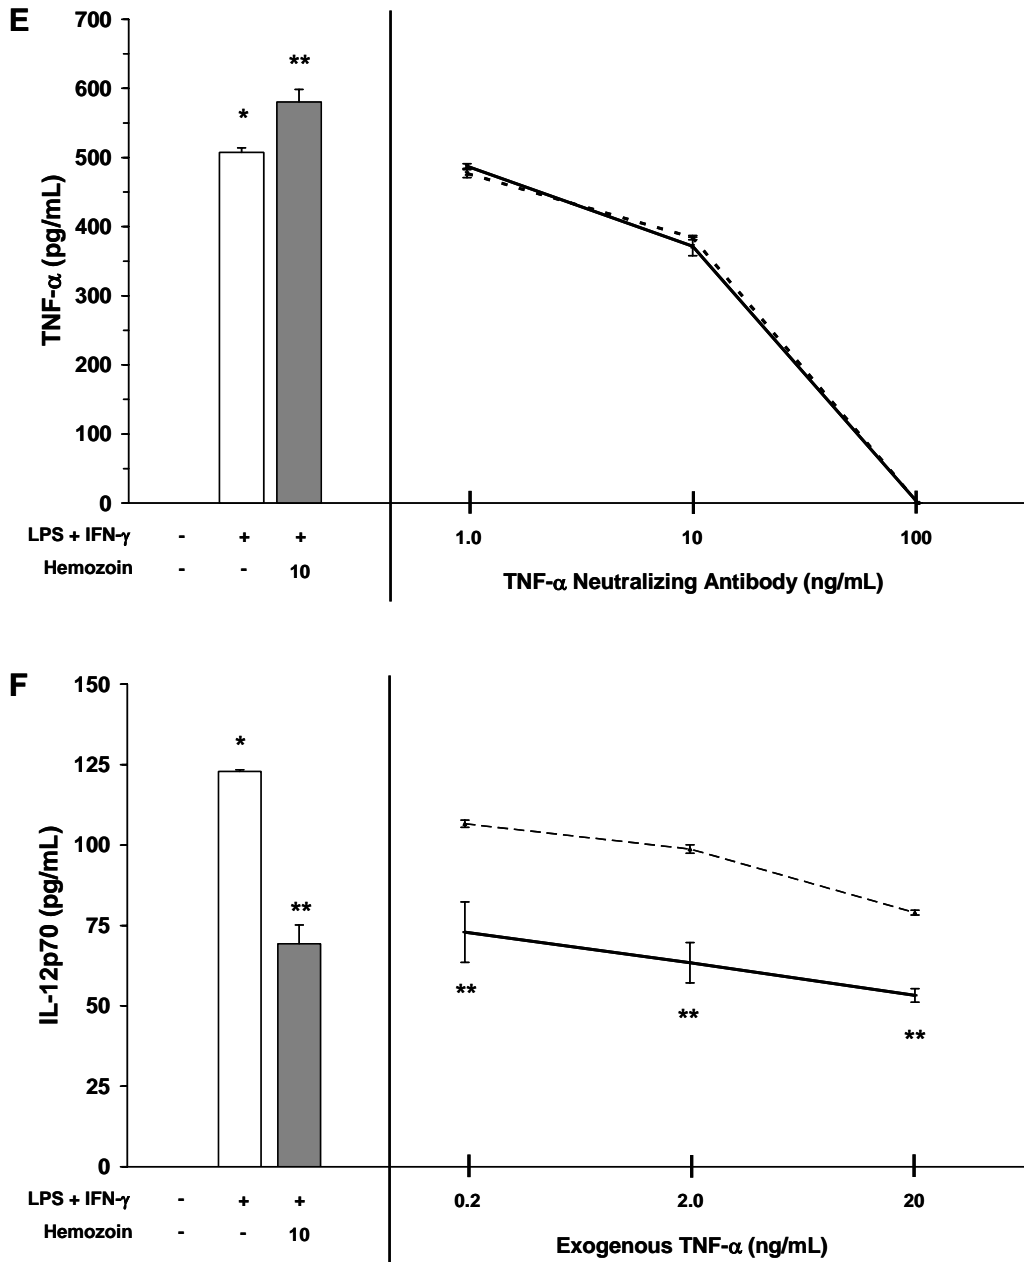 E
700
600
500
400
300
200
100
0
TNF-α (pg/mL)
*
**
LPS + IFN-γ - + +
Hemozoin - - 10
1.0 10 100
TNF-α Neutralizing Antibody (ng/mL)
F
150
125
100
75
50
25
0
IL-12p70 (pg/mL)
*
**
** ** **
LPS + IFN-γ - + +
Hemozoin - - 10
0.2 2.0 20
Exogenous TNF-α (ng/mL)